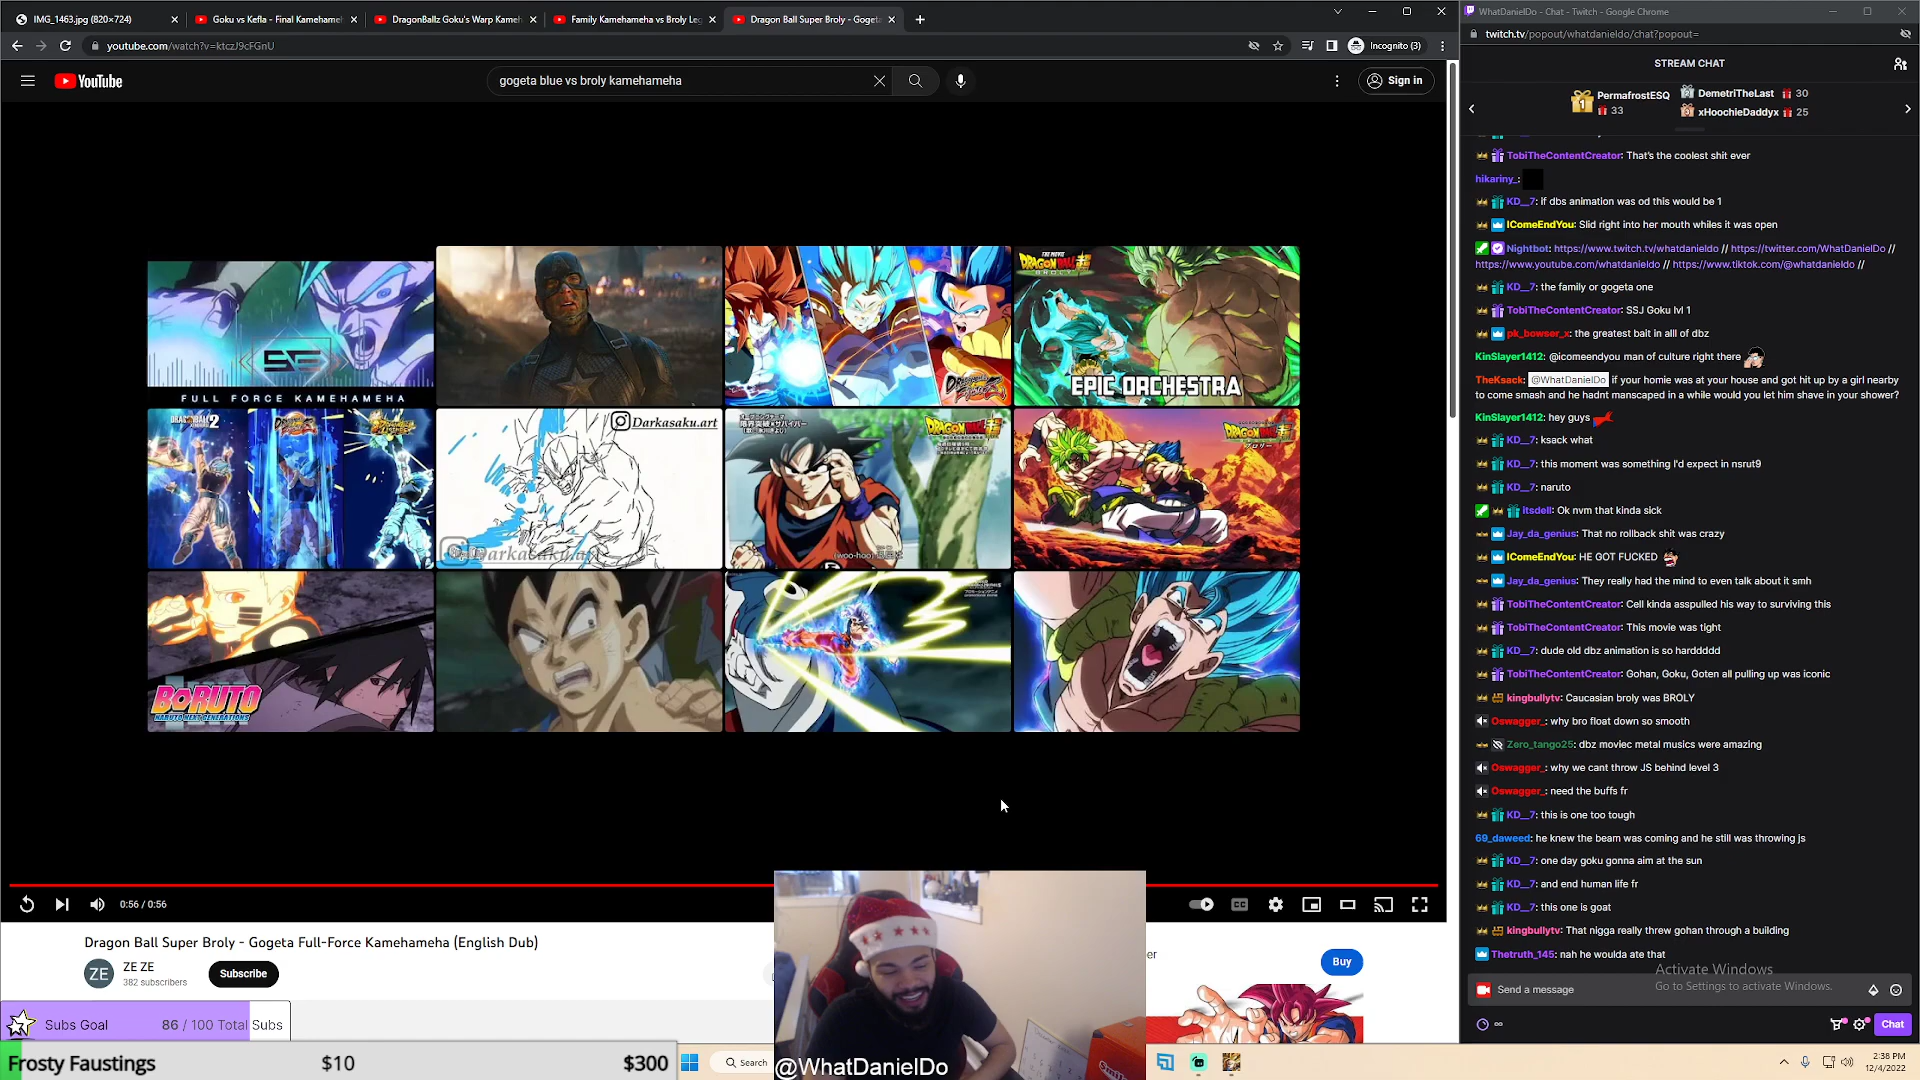 IMG_1463.jpg (820×724)
Goku vs Kefla - Final Kamehameh
DragonBallz Goku's Warp Kameh
Family Kamehameha vs Broly Leg
Dragon Ball Super Broly - Gogeta
youtube.com/watch?v=ktczJ9cFGnU
Incognito (3)
YouTube
gogeta blue vs broly kamehameha
Sign in
FULL FORCE KAMEHAMEHA
EPIC ORCHESTRA
Darkasaku.art
(woo-hoo)
BORUTO
NARUTO NEXT GENERATIONS
0:56 / 0:56
Dragon Ball Super Broly - Gogeta Full-Force Kamehameha (English Dub)
ZE
ZE ZE
382 subscribers
Subscribe
er
Buy
Subs Goal 86 / 100 Total Subs
Frosty Faustings $10 $300
Search
@WhatDanielDo
WhatDanielDo - Chat - Twitch - Google Chrome
twitch.tv/popout/whatdanieldo/chat?popout=
STREAM CHAT
1 PermafrostESQ 33
DemetriTheLast 30
xHoochieDaddyx 25
TobiTheContentCreator: That's the coolest shit ever
hikariny_:
KD__7: if dbs animation was od this would be 1
IComeEndYou: Slid right into her mouth whiles it was open
Nightbot: https://www.twitch.tv/whatdanieldo // https://twitter.com/WhatDanielDo //
https://www.youtube.com/whatdanieldo // https://www.tiktok.com/@whatdanieldo //
KD__7: the family or gogeta one
TobiTheContentCreator: SSJ Goku lvl 1
pk_bowser_x: the greatest bait in alll of dbz
KinSlayer1412: @icomeendyou man of culture right there
TheKsack: @WhatDanielDo if your homie was at your house and got hit up by a girl nearby
to come smash and he hadnt manscaped in a while would you let him shave in your shower?
KinSlayer1412: hey guys
KD__7: ksack what
KD__7: this moment was something I'd expect in nsrut9
KD__7: naruto
itsdell: Ok nvm that kinda sick
Jay_da_genius: That no rollback shit was crazy
IComeEndYou: HE GOT FUCKED
Jay_da_genius: They really had the mind to even talk about it smh
TobiTheContentCreator: Cell kinda asspulled his way to surviving this
TobiTheContentCreator: This movie was tight
KD__7: dude old dbz animation is so harddddd
TobiTheContentCreator: Gohan, Goku, Goten all pulling up was iconic
kingbullytv: Caucasian broly was BROLY
Oswagger_: why bro float down so smooth
Zero_tango25: dbz moviec metal musics were amazing
Oswagger_: why we cant throw JS behind level 3
Oswagger_: need the buffs fr
KD__7: this is one too tough
69_daweed: he knew the beam was coming and he still was throwing js
KD__7: one day goku gonna aim at the sun
KD__7: and end human life fr
KD__7: this one is goat
kingbullytv: That nigga really threw gohan through a building
Thetruth_145: nah he woulda ate that
Activate Windows
Go to Settings to activate Windows.
Send a message
Chat
2:38 PM
12/4/2022